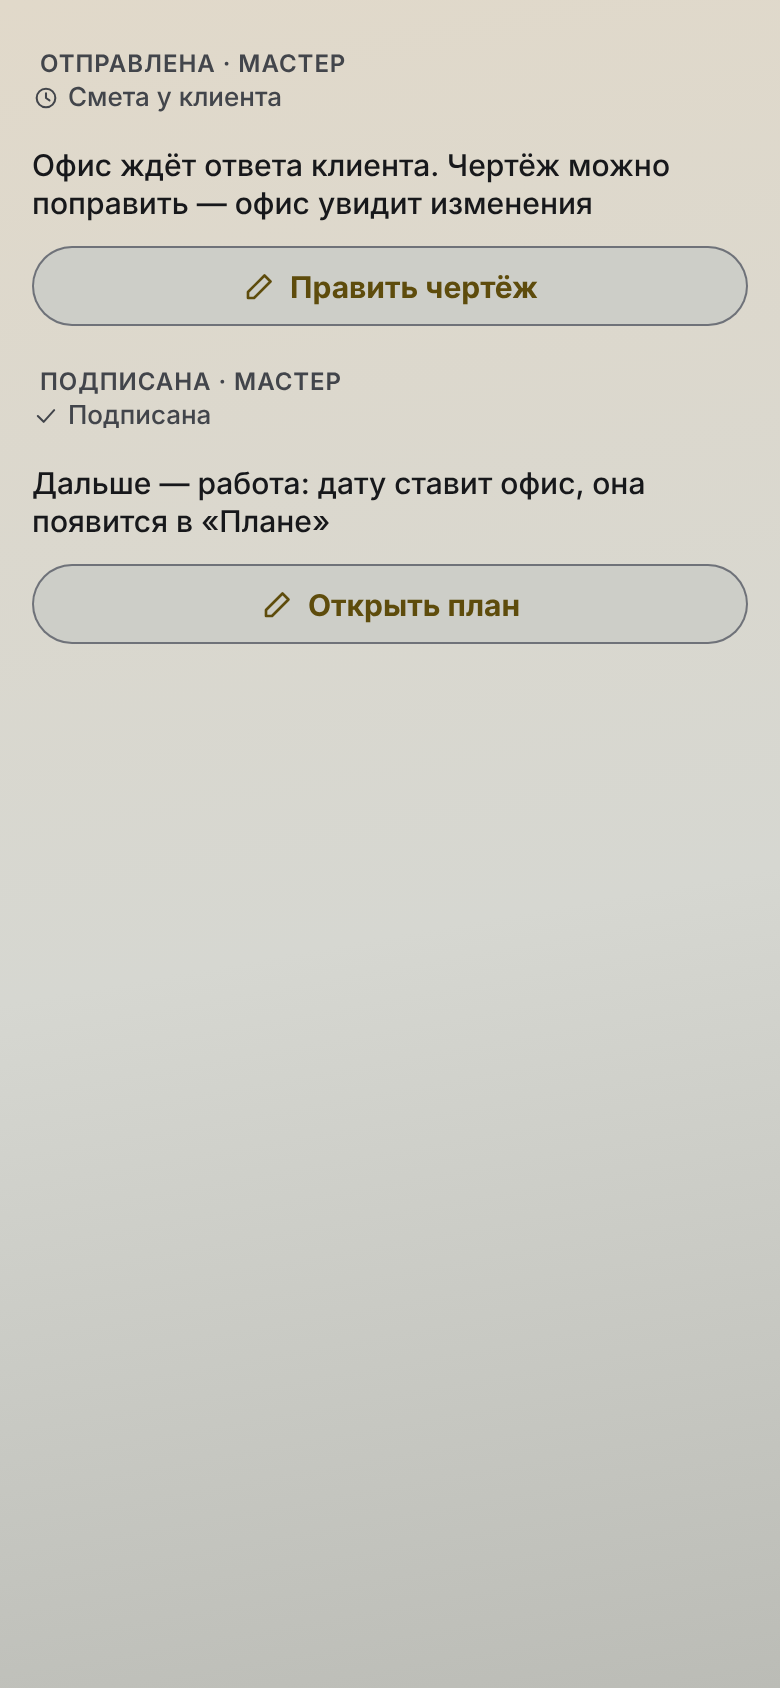 ОТПРАВЛЕНА · МАСТЕР
Смета у клиента
Офис ждёт ответа клиента. Чертёж можно
поправить — офис увидит изменения
Править чертёж
ПОДПИСАНА · МАСТЕР
Подписана
Дальше — работа: дату ставит офис, она
появится в «Плане»
Открыть план